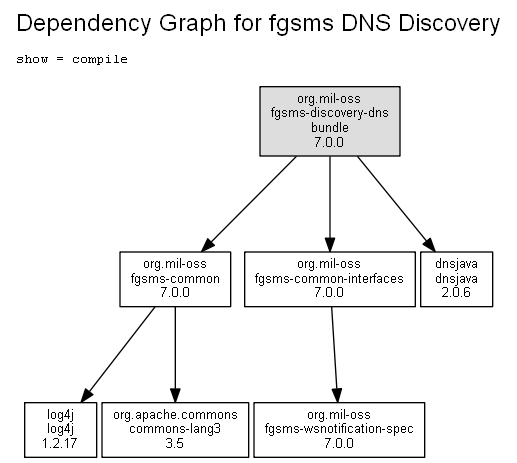 Dependency Graph for fgsms DNS Discovery
show = compile
org.mil-oss
fgsms-discovery-dns
bundle
7.0.0
org.mil-oss
fgsms-common
7.0.0
org.mil-oss
fgsms-common-interfaces
7.0.0
dnsjava
dnsjava
2.0.6
log4j
log4j
1.2.17
org.apache.commons
commons-lang3
3.5
org.mil-oss
fgsms-wsnotification-spec
7.0.0